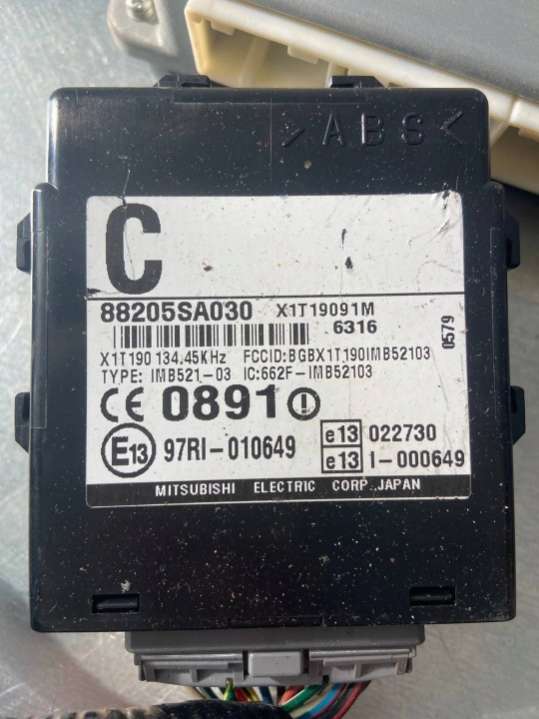 >ABS<
C
88205SA030 X1T19091M
6316
0579
X1T190 134.45KHz FCCID:BGBX1T190IMB52103
TYPE: IMB521-03 IC:662F-IMB52103
CE 0891
E13 97RI-010649
e13 022730
e13 I-000649
MITSUBISHI ELECTRIC CORP. JAPAN